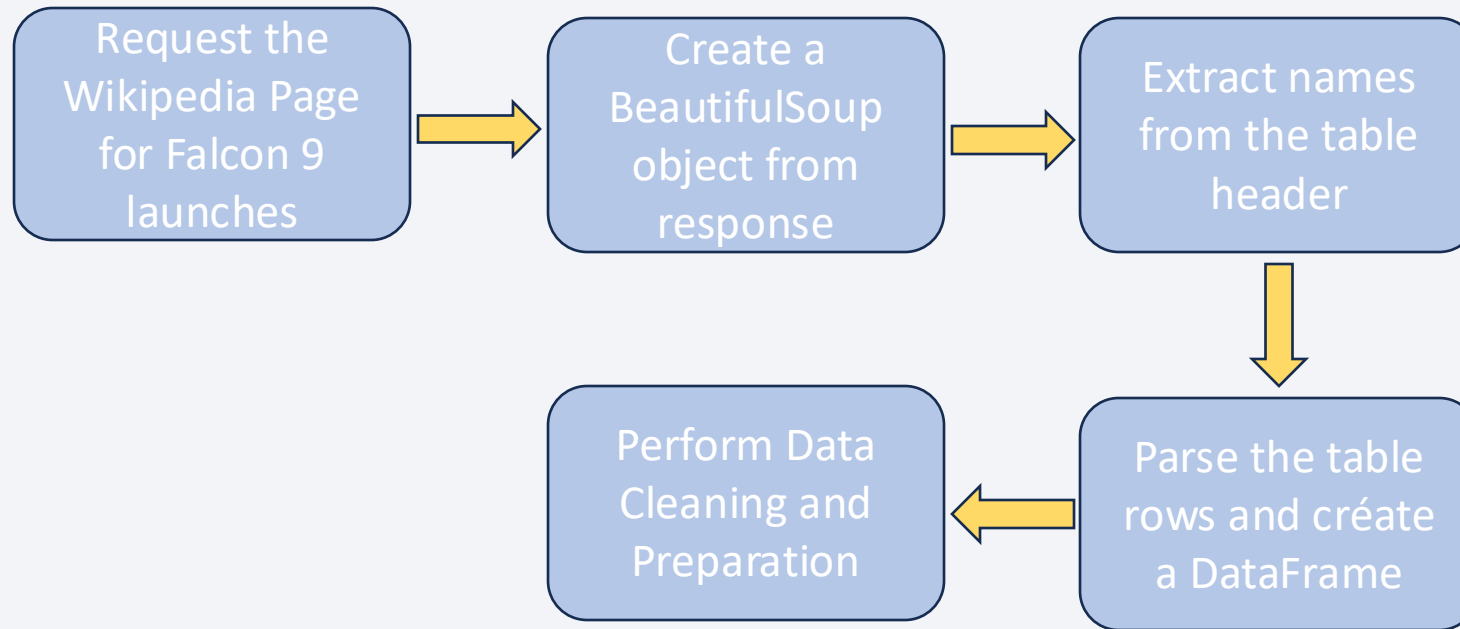 Request the
Wikipedia Page
for Falcon 9
launches
Create a
BeautifulSoup
object from
response
Extract names
from the table
header
Parse the table
rows and créate
a DataFrame
Perform Data
Cleaning and
Preparation